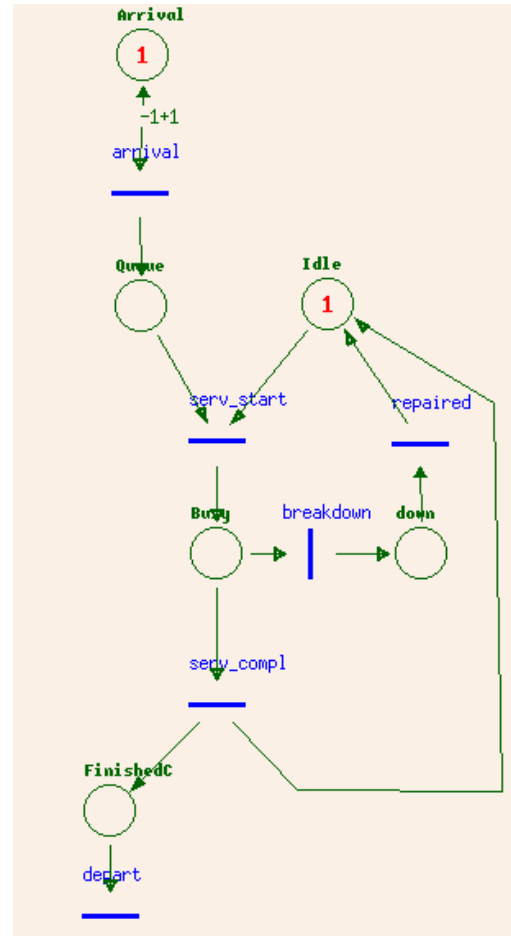 Arrival
1
-1+1
arrival
Queue
Idle
1
serv_start
repaired
Busy
breakdown
down
serv_compl
FinishedC
depart